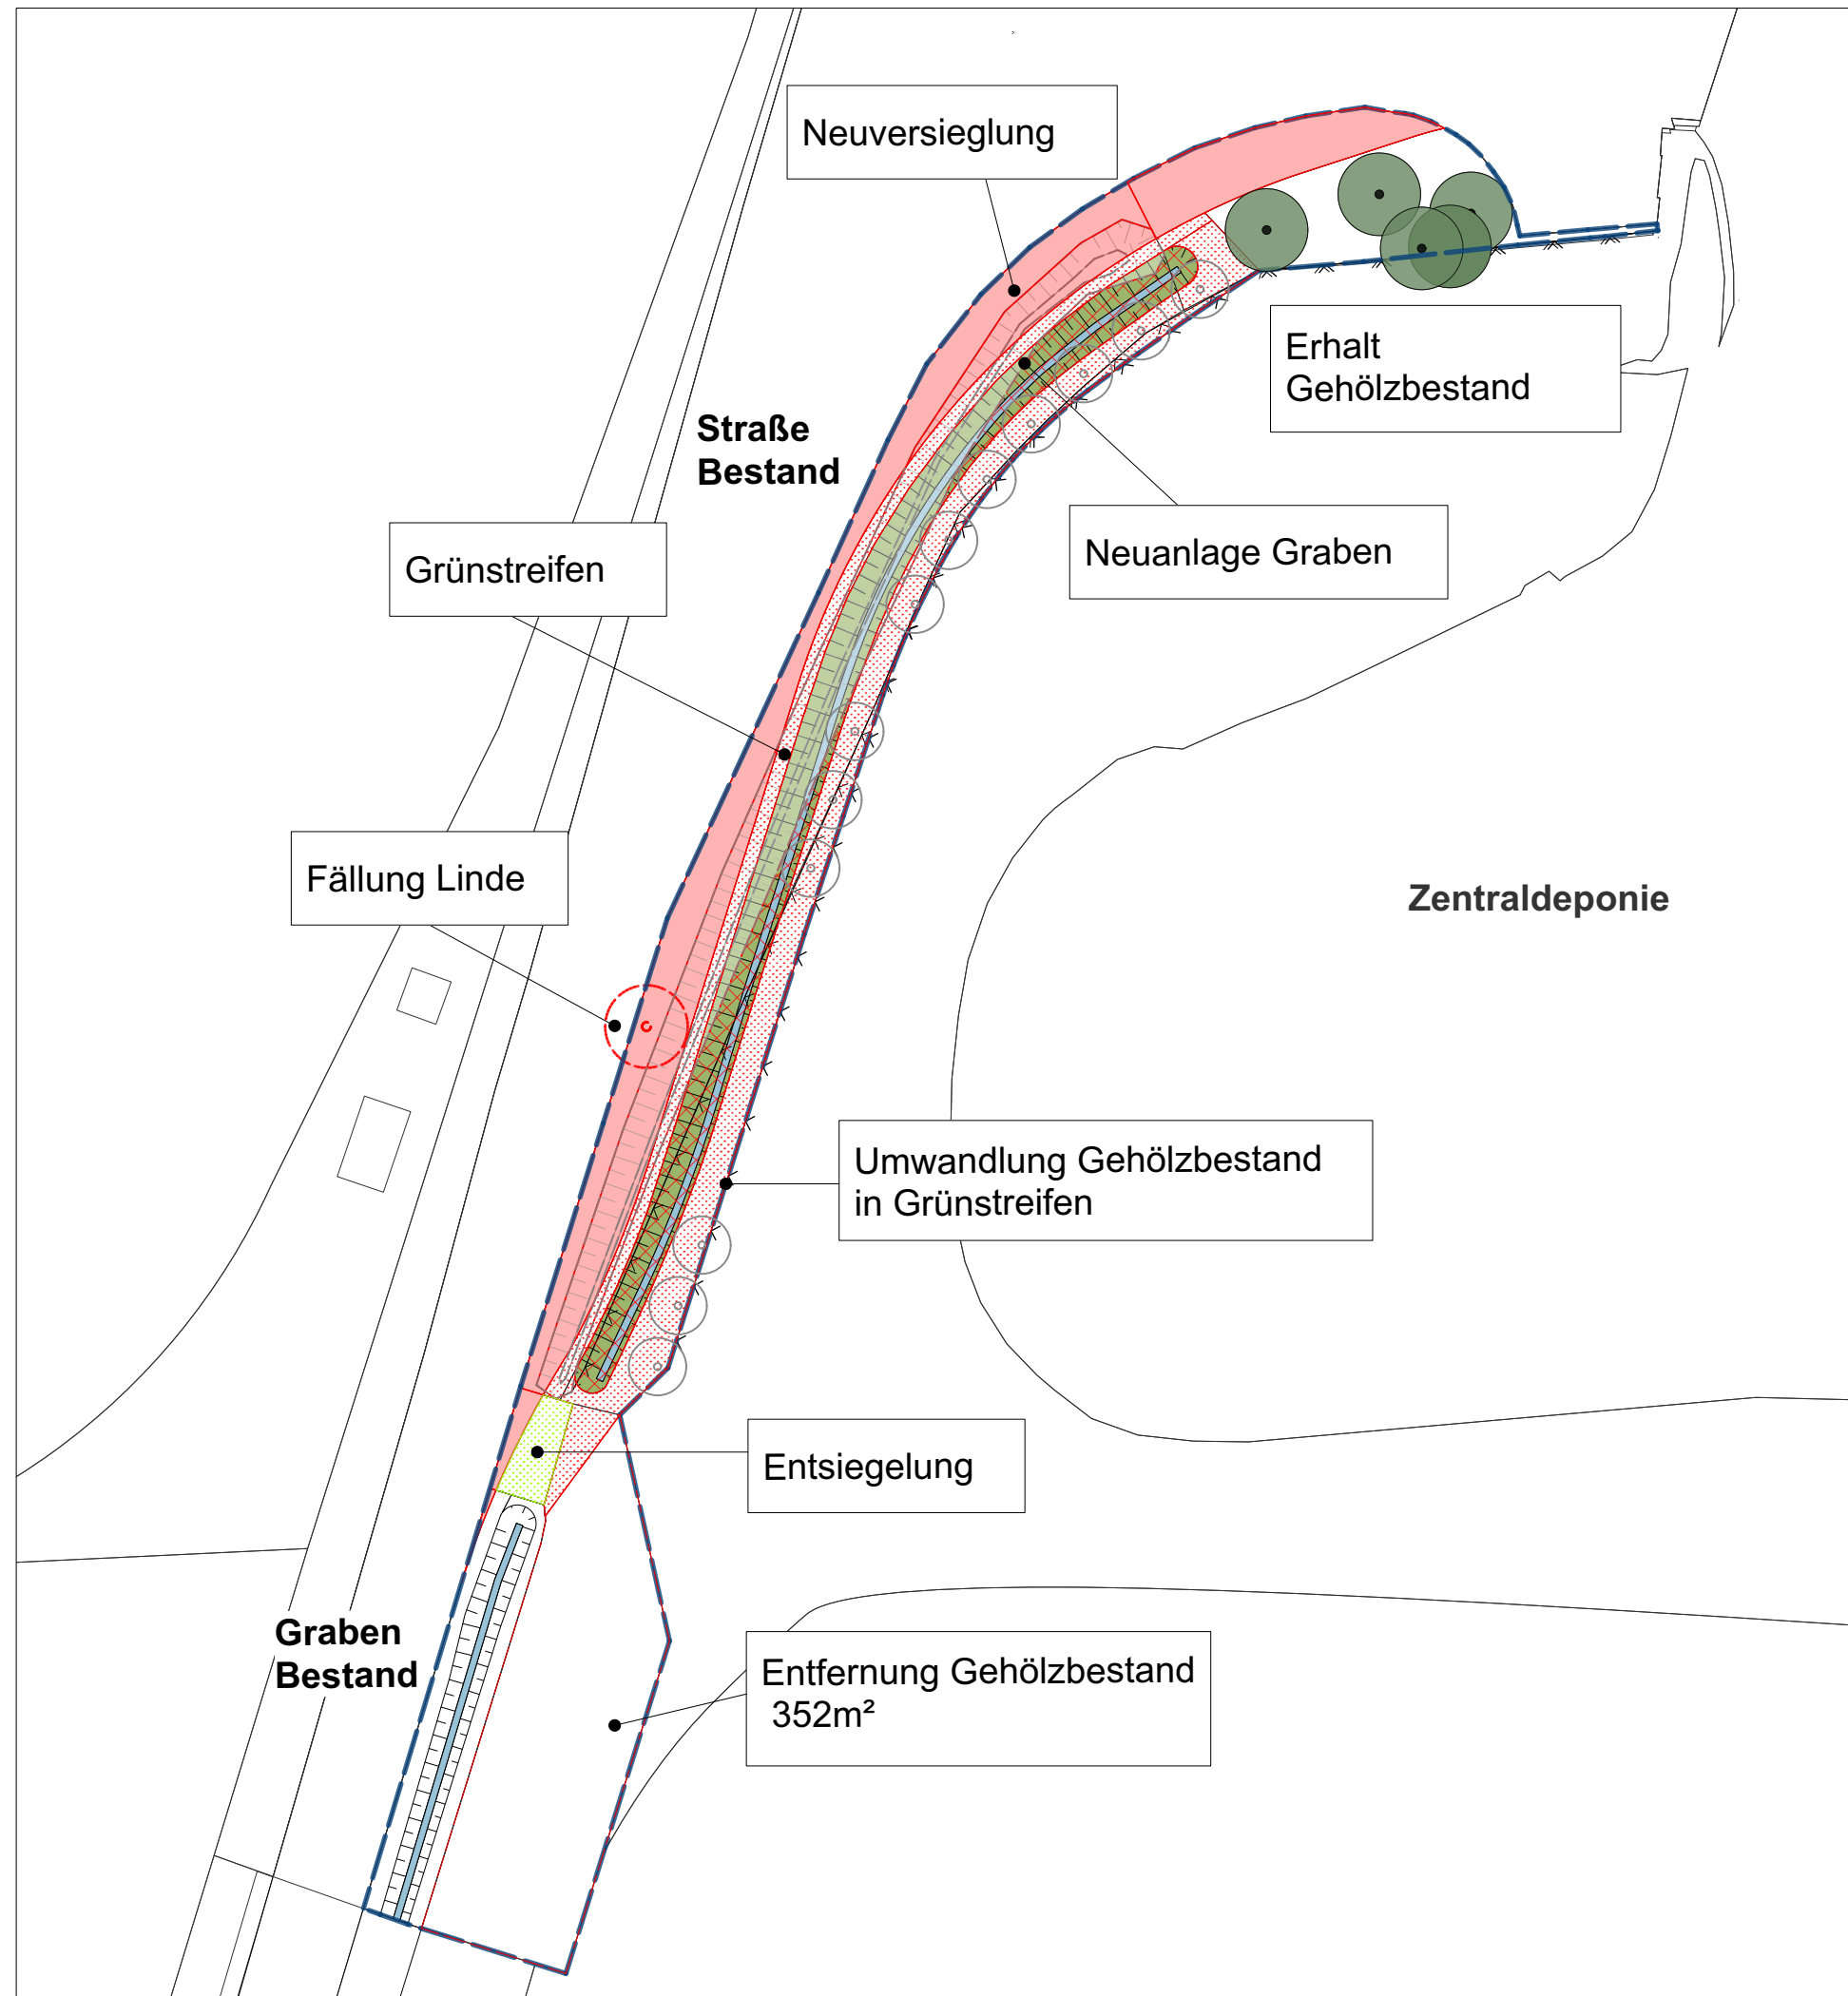 Neuversieglung
Erhalt
Gehölzbestand
Straße
Bestand
Grünstreifen
Neuanlage Graben
Fällung Linde
Zentraldeponie
Umwandlung Gehölzbestand
in Grünstreifen
Entsiegelung
Graben
Bestand
Entfernung Gehölzbestand
352m²